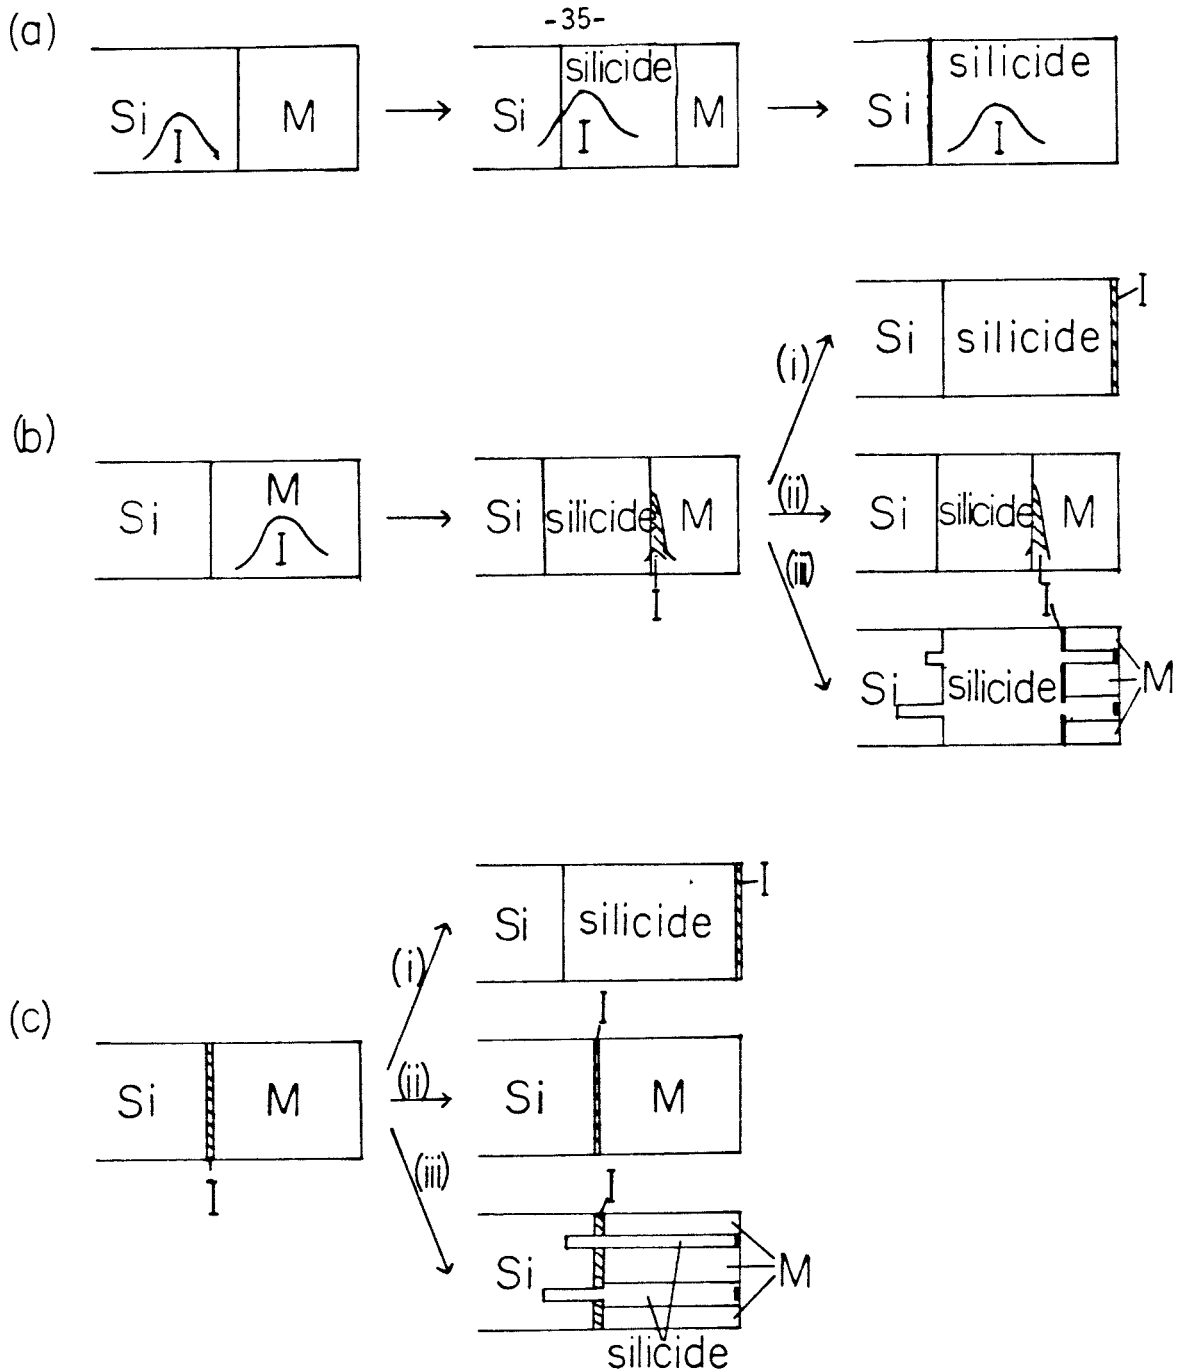 -35-
(a)
Si I M
silicide
Si I M
silicide
Si I
(b)
Si M I
Si silicide M
I
(i)
Si silicide I
(ii)
Si silicide M
I
(iii)
Si silicide M
(c)
Si M
I
(i)
Si silicide I
(ii)
I
Si M
(iii)
I
Si M
silicide